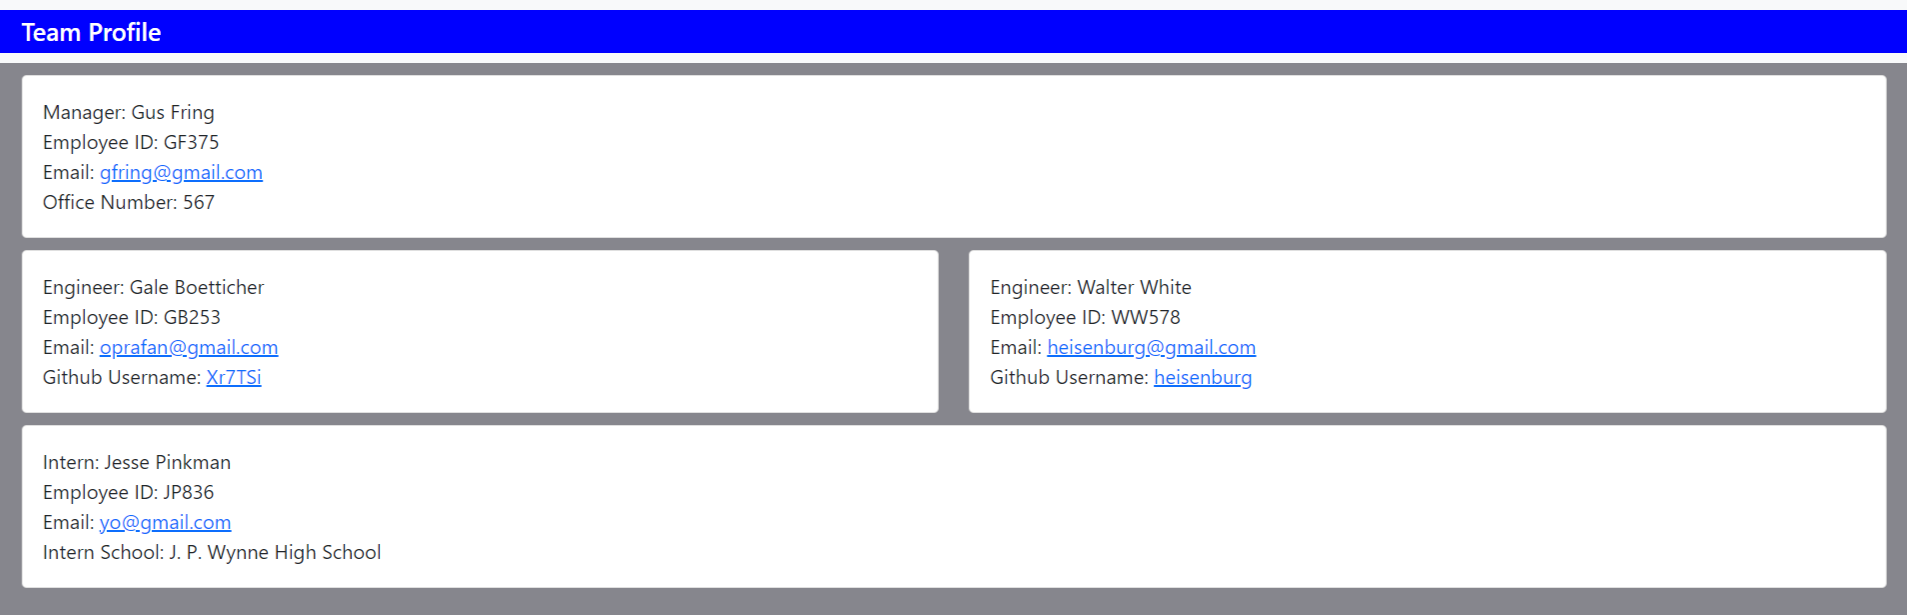 Team Profile
Manager: Gus Fring
Employee ID: GF375
Email: gfring@gmail.com
Office Number: 567
Engineer: Gale Boetticher
Employee ID: GB253
Email: oprafan@gmail.com
Github Username: Xr7TSi
Engineer: Walter White
Employee ID: WW578
Email: heisenburg@gmail.com
Github Username: heisenburg
Intern: Jesse Pinkman
Employee ID: JP836
Email: yo@gmail.com
Intern School: J. P. Wynne High School